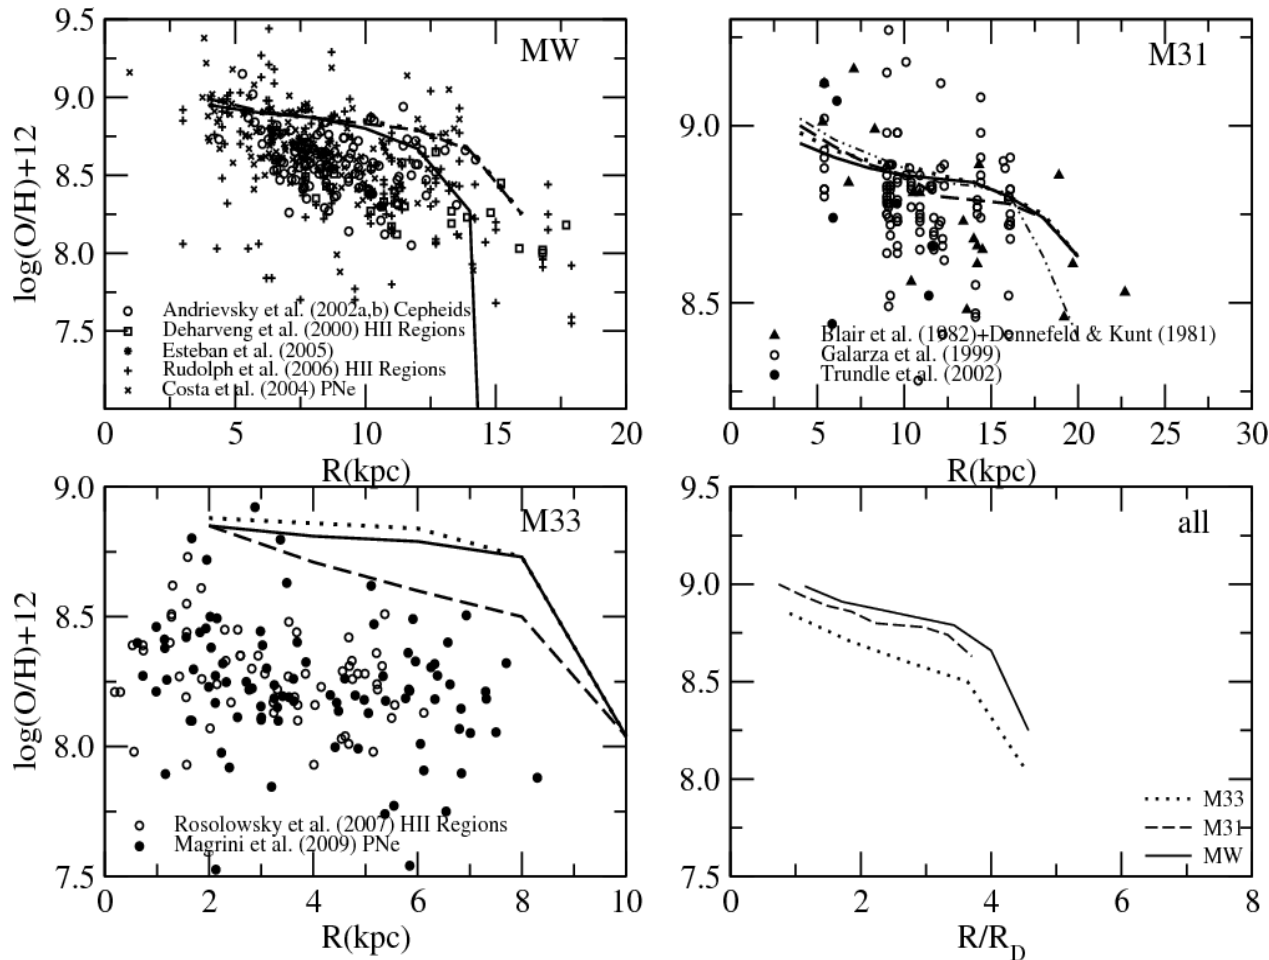 MW
9.5
9.0
8.5
8.0
7.5
log(O/H)+12
Andrievsky et al. (2002a,b) Cepheids
Deharveng et al. (2000) HII Regions
Esteban et al. (2005)
Rudolph et al. (2006) HII Regions
Costa et al. (2004) PNe
0 5 10 15 20
R(kpc)
M31
9.0
8.5
Blair et al. (1982)+Dennefeld & Kunt (1981)
Galarza et al. (1999)
Trundle et al. (2002)
0 5 10 15 20 25 30
R(kpc)
M33
9.0
8.5
8.0
7.5
log(O/H)+12
Rosolowsky et al. (2007) HII Regions
Magrini et al. (2009) PNe
0 2 4 6 8 10
R(kpc)
all
9.5
9.0
8.5
8.0
7.5
M33
M31
MW
0 2 4 6 8
R/R_D